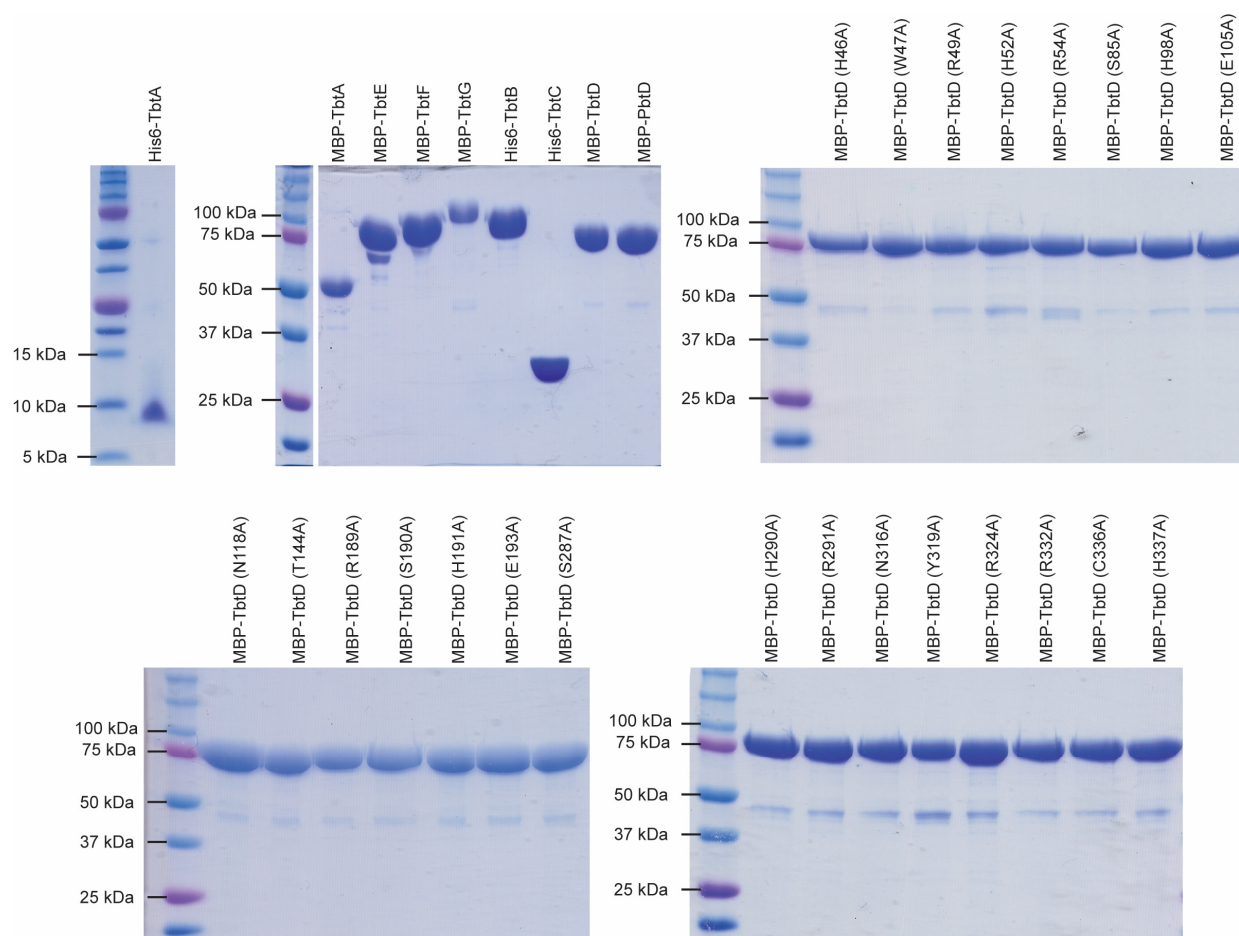 His6-TbtA
15 kDa
10 kDa
5 kDa
MBP-TbtA
MBP-TbtE
MBP-TbtF
MBP-TbtG
His6-TbtB
His6-TbtC
MBP-TbtD
MBP-PbtD
100 kDa
75 kDa
50 kDa
37 kDa
25 kDa
MBP-TbtD (H46A)
MBP-TbtD (W47A)
MBP-TbtD (R49A)
MBP-TbtD (H52A)
MBP-TbtD (R54A)
MBP-TbtD (S85A)
MBP-TbtD (H98A)
MBP-TbtD (E105A)
100 kDa
75 kDa
50 kDa
37 kDa
25 kDa
MBP-TbtD (N118A)
MBP-TbtD (T144A)
MBP-TbtD (R189A)
MBP-TbtD (S190A)
MBP-TbtD (H191A)
MBP-TbtD (E193A)
MBP-TbtD (S287A)
100 kDa
75 kDa
50 kDa
37 kDa
25 kDa
MBP-TbtD (H290A)
MBP-TbtD (R291A)
MBP-TbtD (N316A)
MBP-TbtD (Y319A)
MBP-TbtD (R324A)
MBP-TbtD (R332A)
MBP-TbtD (C336A)
MBP-TbtD (H337A)
100 kDa
75 kDa
50 kDa
37 kDa
25 kDa